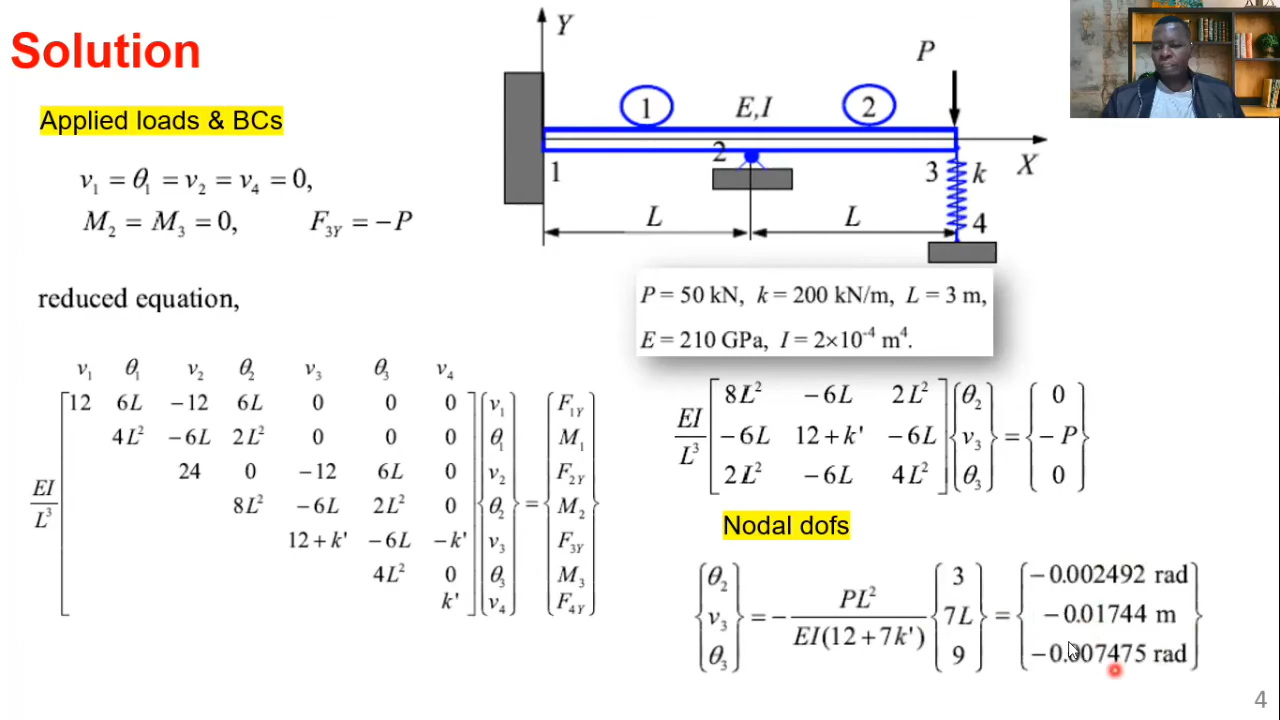 Solution
Applied loads & BCs
v₁ = θ₁ = v₂ = v₄ = 0,
M₂ = M₃ = 0, F₃Y = −P
reduced equation,
v₁ θ₁ v₂ θ₂ v₃ θ₃ v₄
12 6L −12 6L 0 0 0 v₁ F₁Y
4L² −6L 2L² 0 0 0 θ₁ M₁
24 0 −12 6L 0 v₂ F₂Y
EI/L³ 8L² −6L 2L² 0 θ₂ = M₂
12+k' −6L −k' v₃ F₃Y
4L² 0 θ₃ M₃
k' v₄ F₄Y
Y
P
1 E,I 2
2
1 3 k X
L L 4
P = 50 kN, k = 200 kN/m, L = 3 m,
E = 210 GPa, I = 2×10⁻⁴ m⁴.
8L² −6L 2L² θ₂ 0
EI/L³ −6L 12+k' −6L v₃ = −P
2L² −6L 4L² θ₃ 0
Nodal dofs
θ₂ 3 −0.002492 rad
v₃ = − PL²/EI(12+7k') 7L = −0.01744 m
θ₃ 9 −0.007475 rad
4